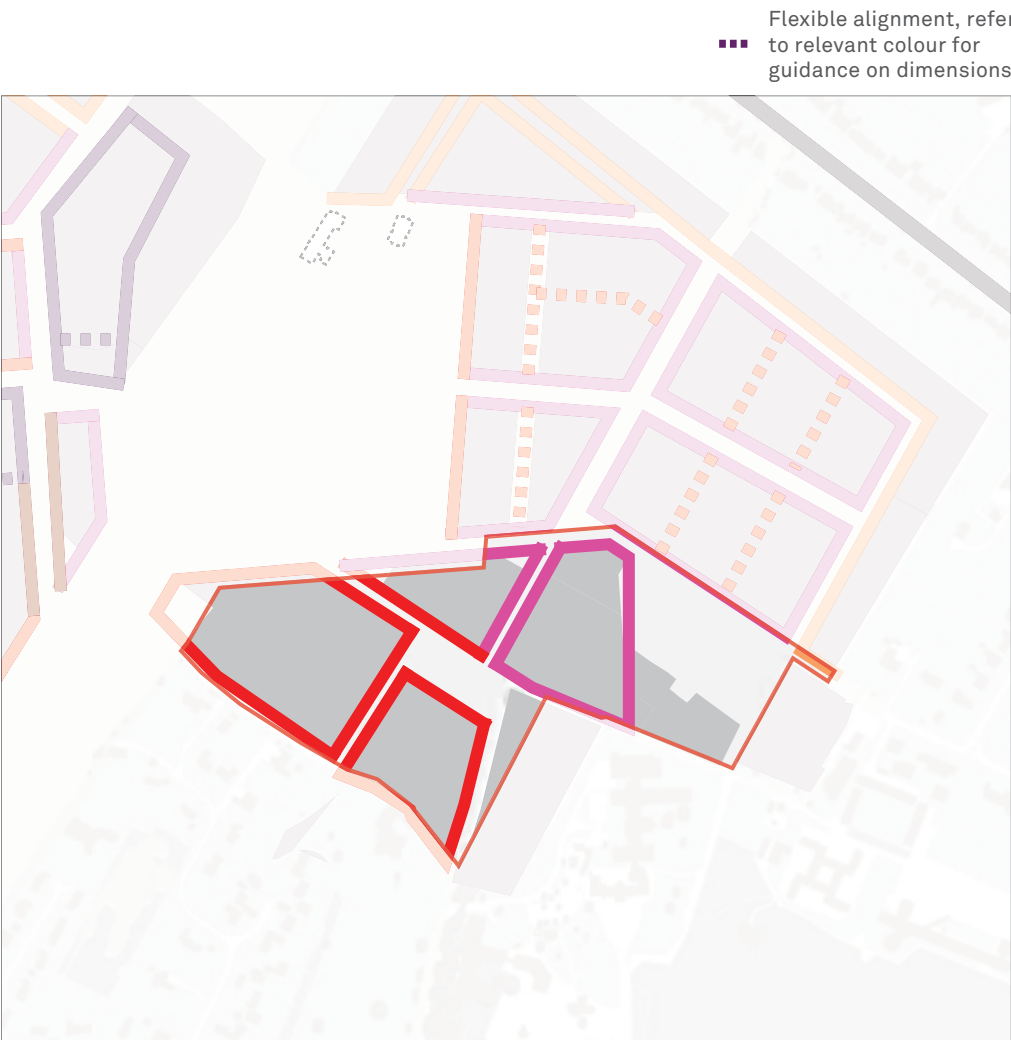 Flexible alignment, refer
to relevant colour for
guidance on dimensions